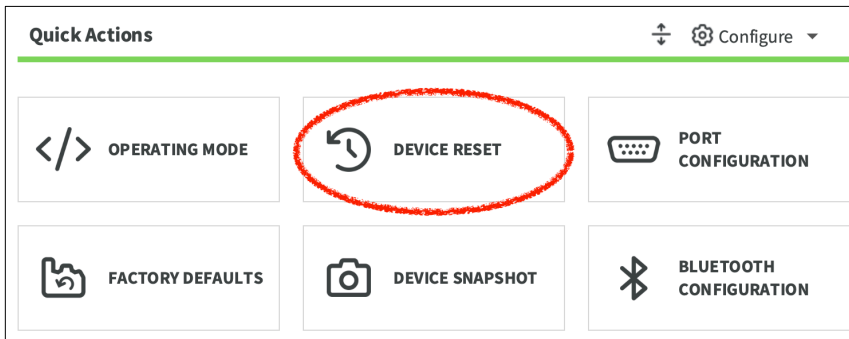 Quick Actions
Configure
OPERATING MODE
DEVICE RESET
PORT
CONFIGURATION
FACTORY DEFAULTS
DEVICE SNAPSHOT
BLUETOOTH
CONFIGURATION